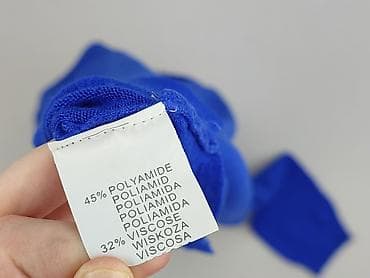 45% POLYAMIDE
POLIAMID
POLIAMIDA
POLIAMID
POLIAMIDA
32% VISCOSE
WISKOZA
VISCOSA